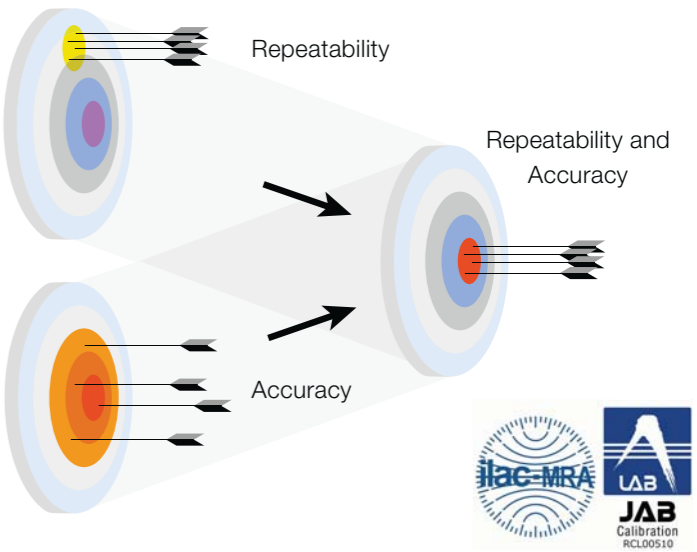 Repeatability
Repeatability and
Accuracy
Accuracy
ilac-MRA
LAB
JAB
Calibration
RCL00510